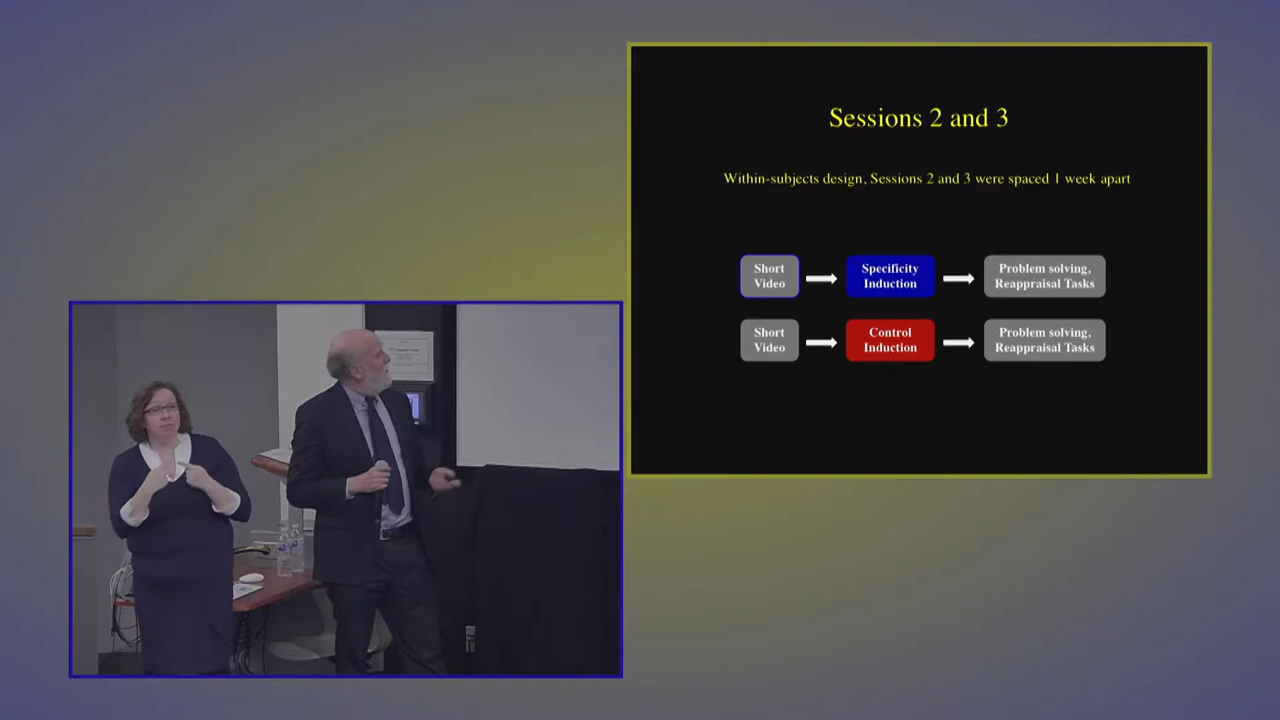 Sessions 2 and 3
Within-subjects design, Sessions 2 and 3 were spaced 1 week apart
Short
Video
Specificity
Induction
Problem solving,
Reappraisal Tasks
Short
Video
Control
Induction
Problem solving,
Reappraisal Tasks